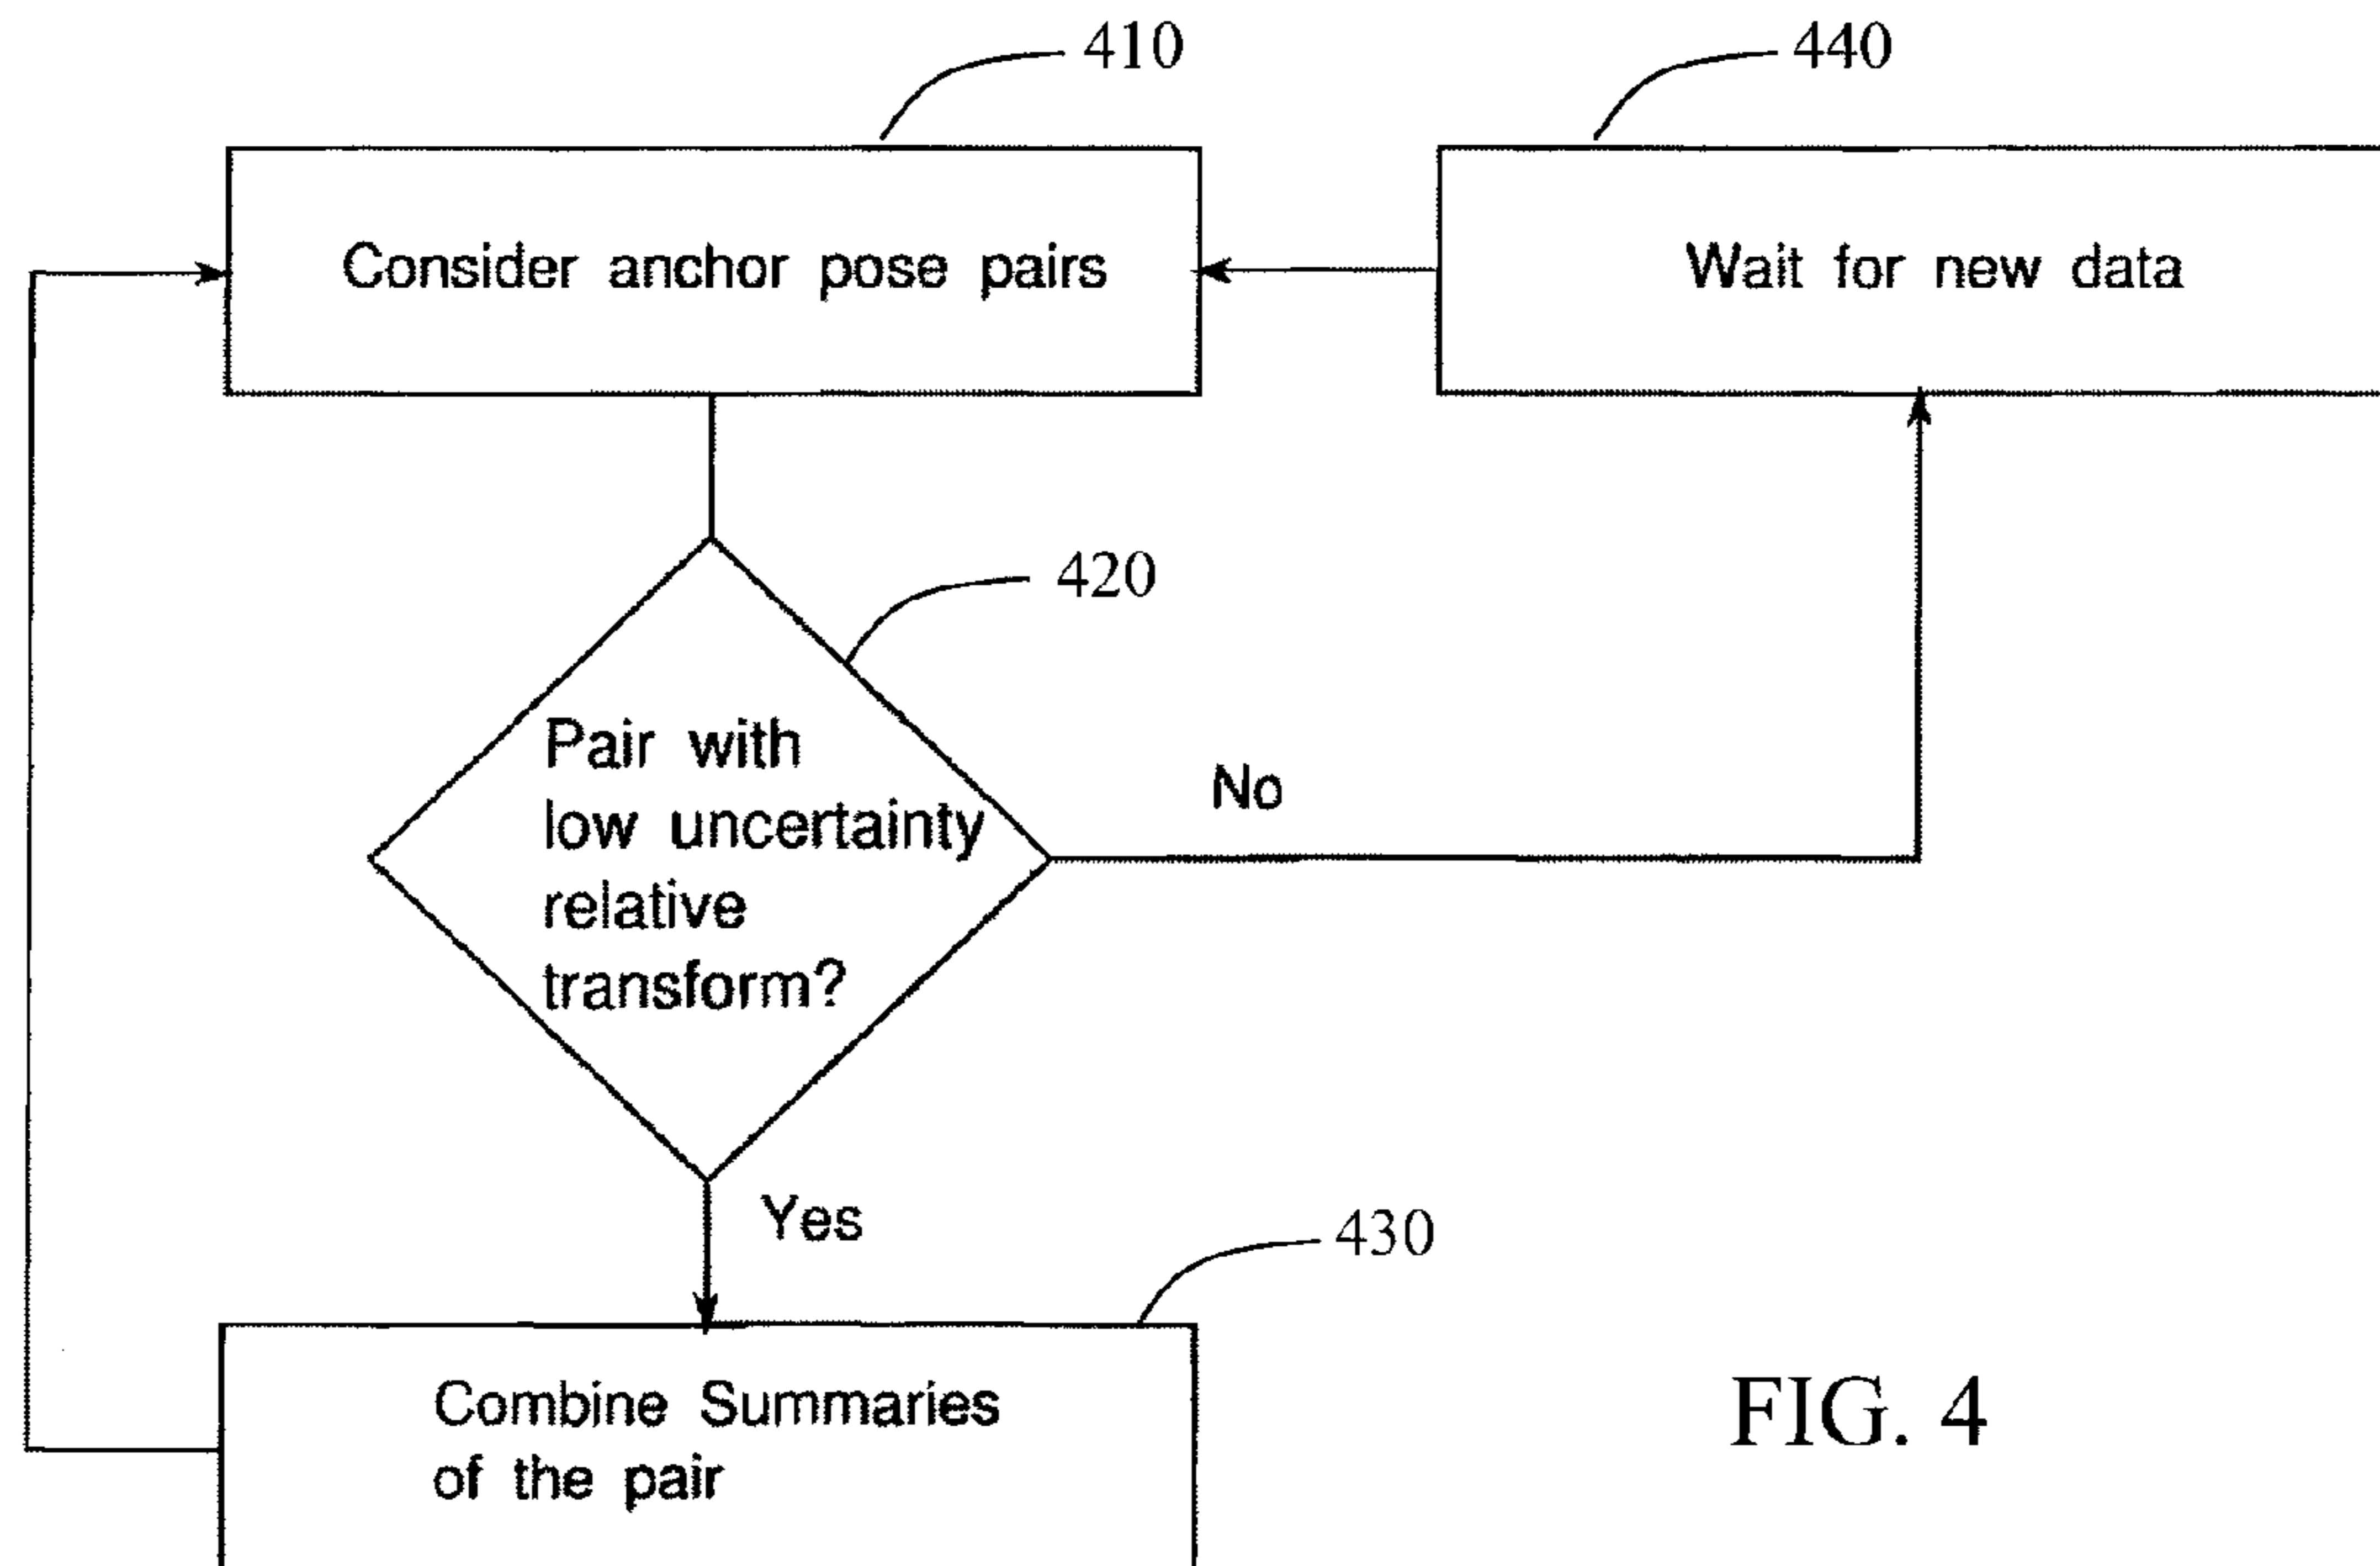 410
440
Consider anchor pose pairs
Wait for new data
420
Pair with
low uncertainty
relative
transform?
No
Yes
430
Combine Summaries
of the pair
FIG. 4